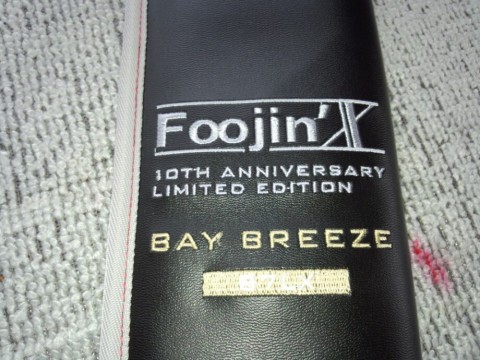 Foojin'X
10TH ANNIVERSARY
LIMITED EDITION
BAY BREEZE